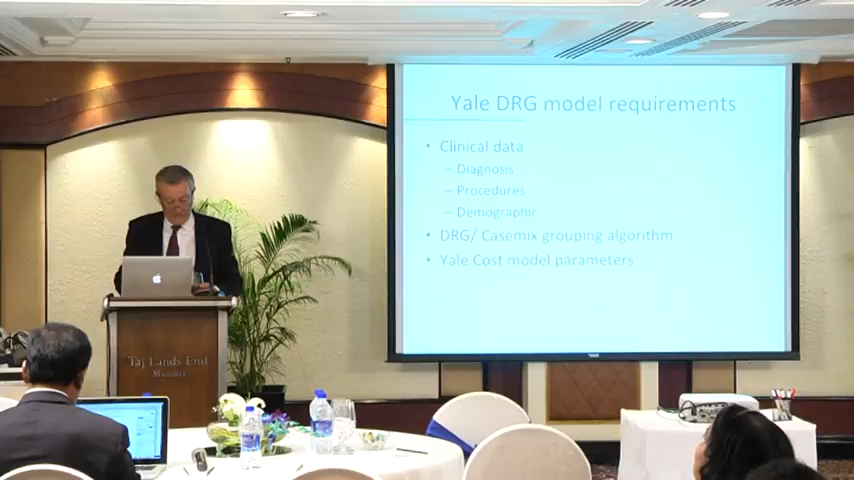 Yale DRG model requirements
• Clinical data
– Diagnosis
– Procedures
– Demographic
• DRG/ Casemix grouping algorithm
• Yale Cost model parameters
Taj Lands End
Mumbai